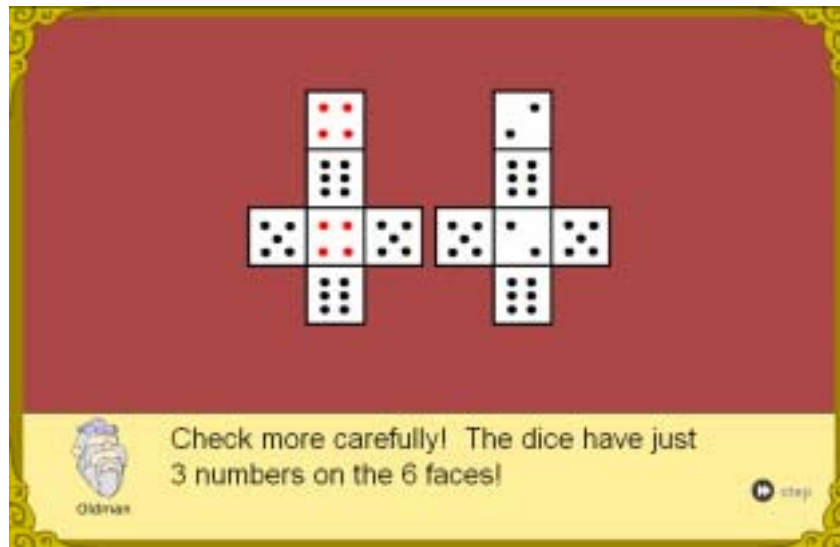 Check more carefully!  The dice have just
3 numbers on the 6 faces!
Oldman
step